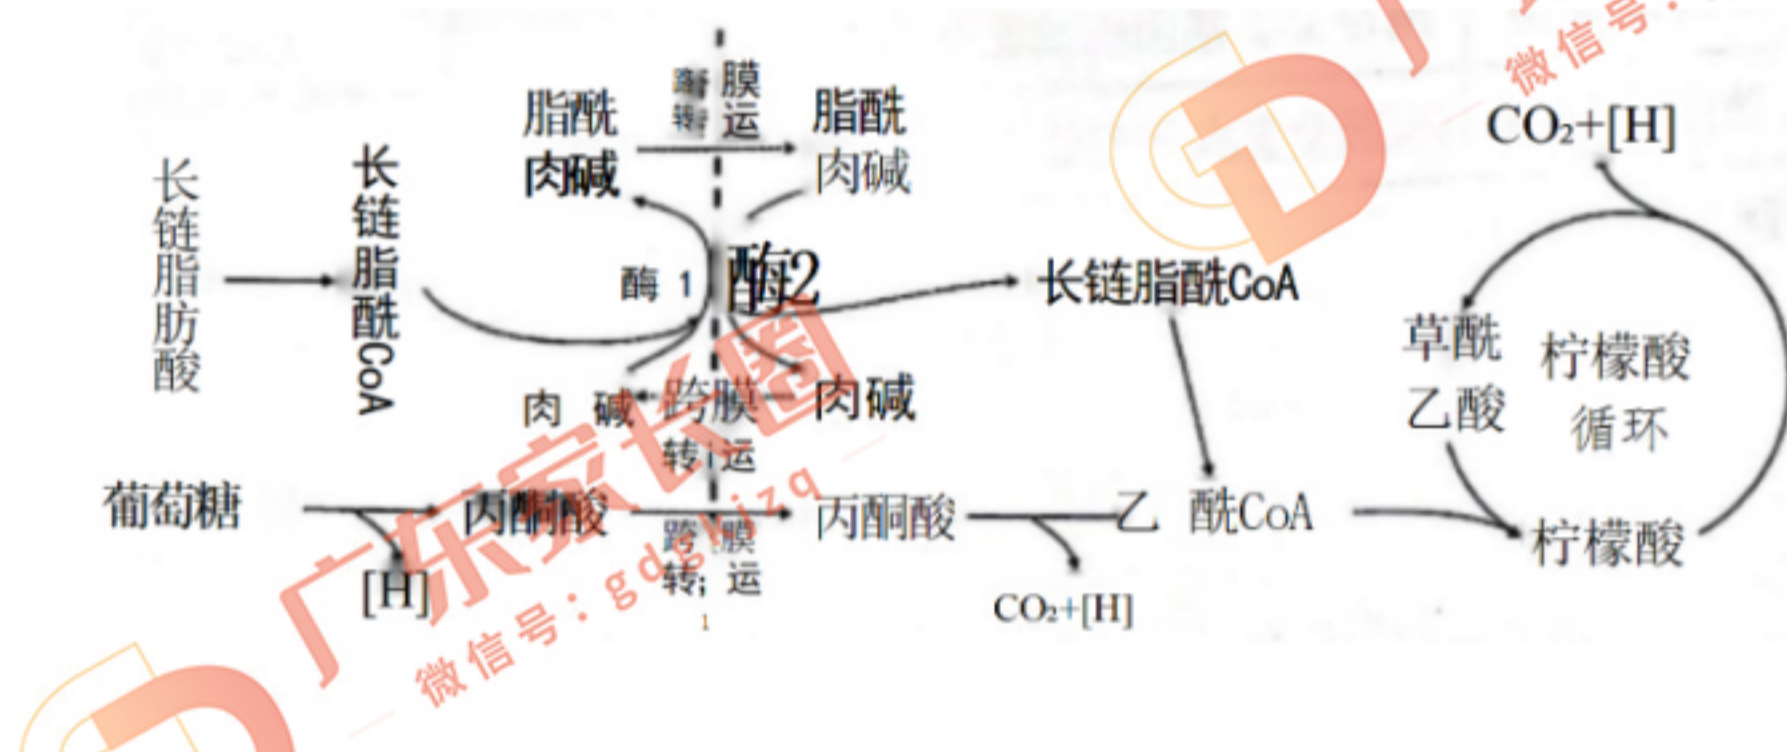 微信号:
CO₂+[H]
脂酰
肉碱
跨膜
转运
脂酰
肉碱
长链脂肪酸
长链脂酰CoA
酶 1
酶2
长链脂酰CoA
草酰
乙酸
柠檬酸
循环
肉 碱
跨膜
转 运
肉碱
葡萄糖
[H]
丙酮酸
跨 膜
转; 运
1
丙酮酸
CO₂+[H]
乙 酰CoA
柠檬酸
广东家长圈
微信号:gdgkjzq